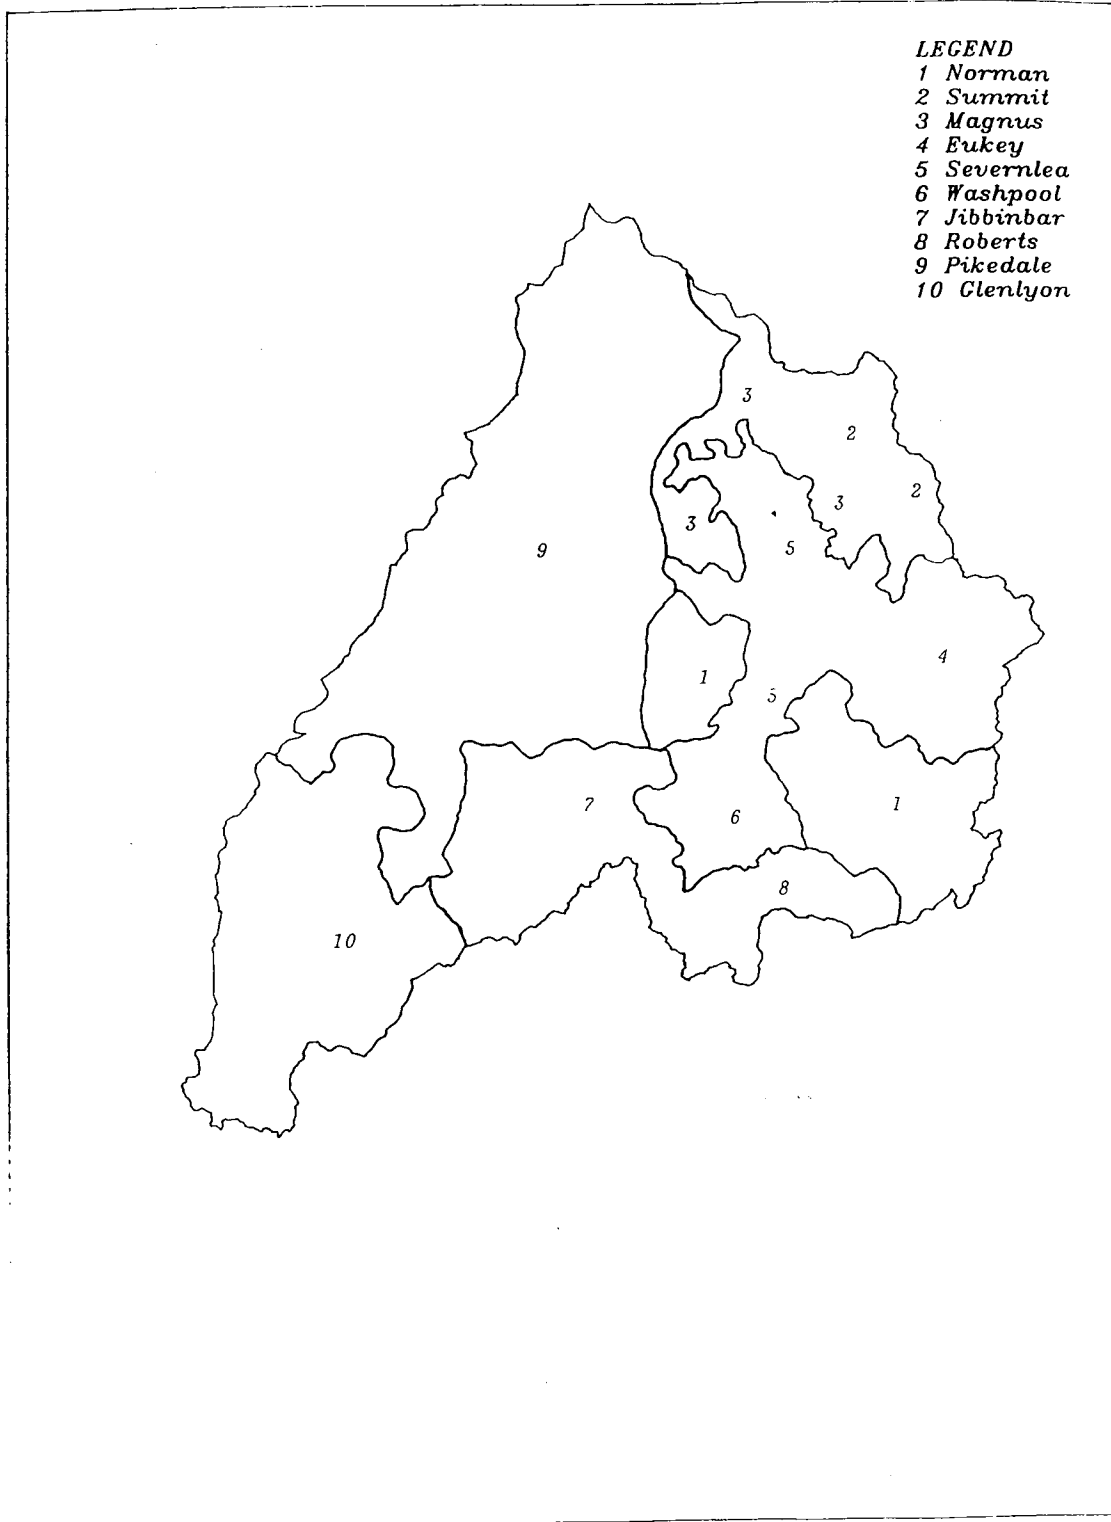 LEGEND
1 Norman
2 Summit
3 Magnus
4 Eukey
5 Severnlea
6 Washpool
7 Jibbinbar
8 Roberts
9 Pikedale
10 Glenlyon
3
2
2
3
3
5
9
4
1
5
7
1
6
8
10